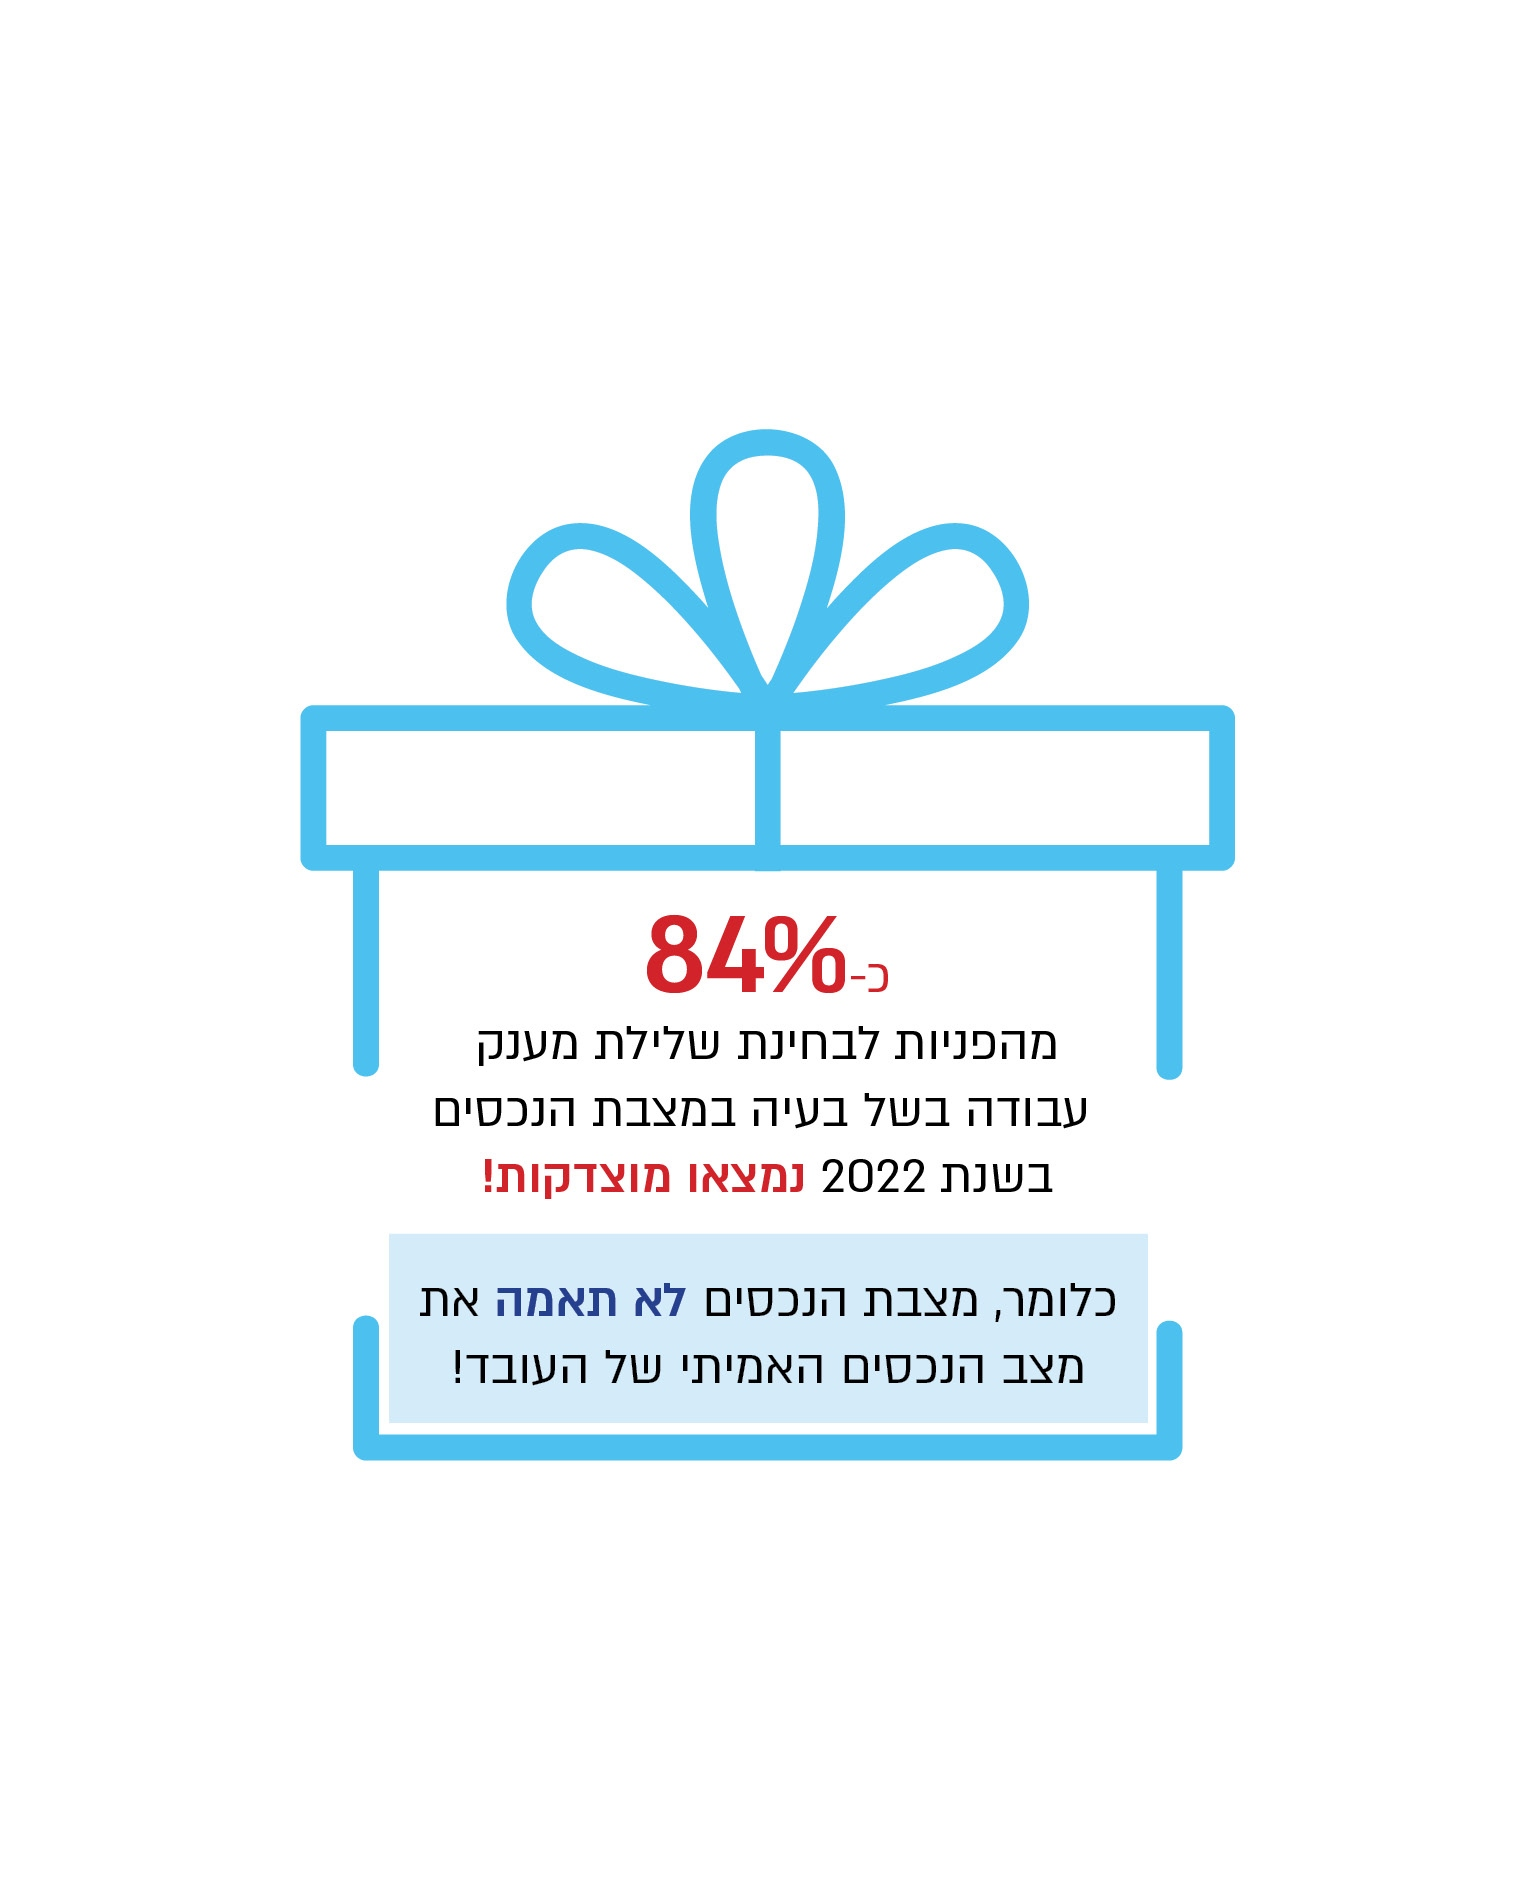 כ-84%
מהפניות לבחינת שלילת מענק
עבודה בשל בעיה במצבת הנכסים
בשנת 2022 נמצאו מוצדקות!
כלומר, מצבת הנכסים לא תאמה את
מצב הנכסים האמיתי של העובד!